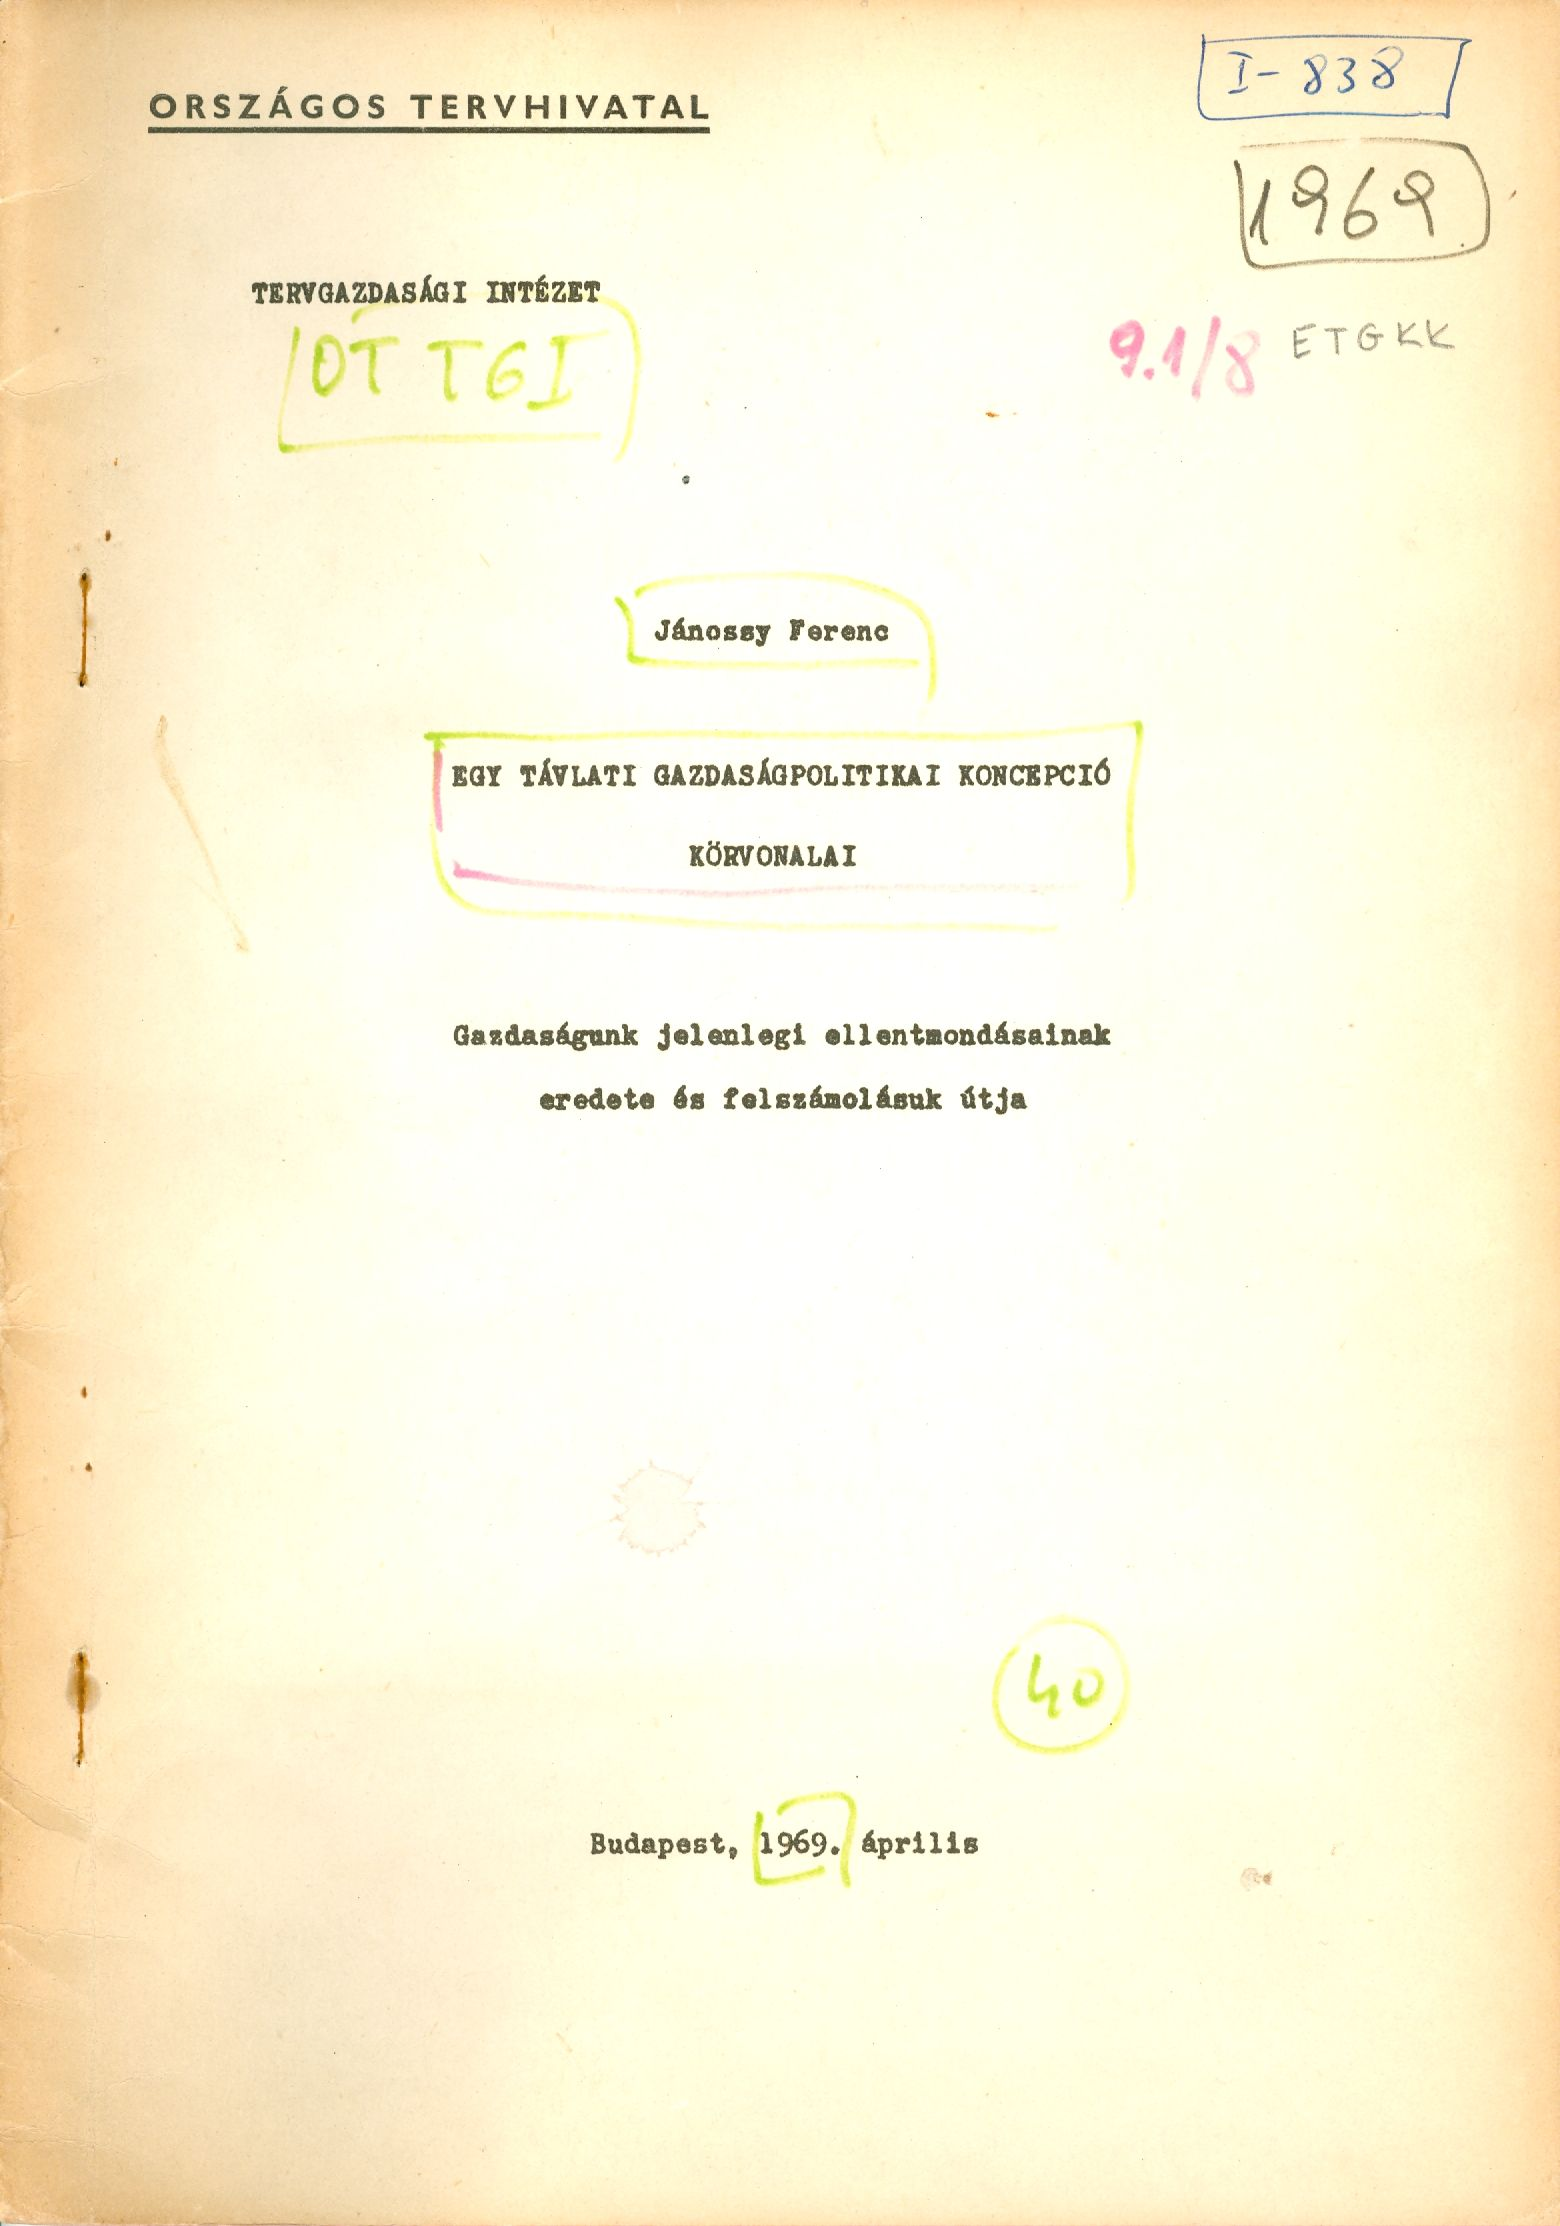 ORSZÁGOS TERVHIVATAL
I-838
1969
TERVGAZDASÁGI INTÉZET
OT TGI
9.1/8 ETGKK
Jánossy Ferenc
EGY TÁVLATI GAZDASÁGPOLITIKAI KONCEPCIÓ
KÖRVONALAI
Gazdaságunk jelenlegi ellentmondásainak
eredete és felszámolásuk útja
40
Budapest, 1969. április